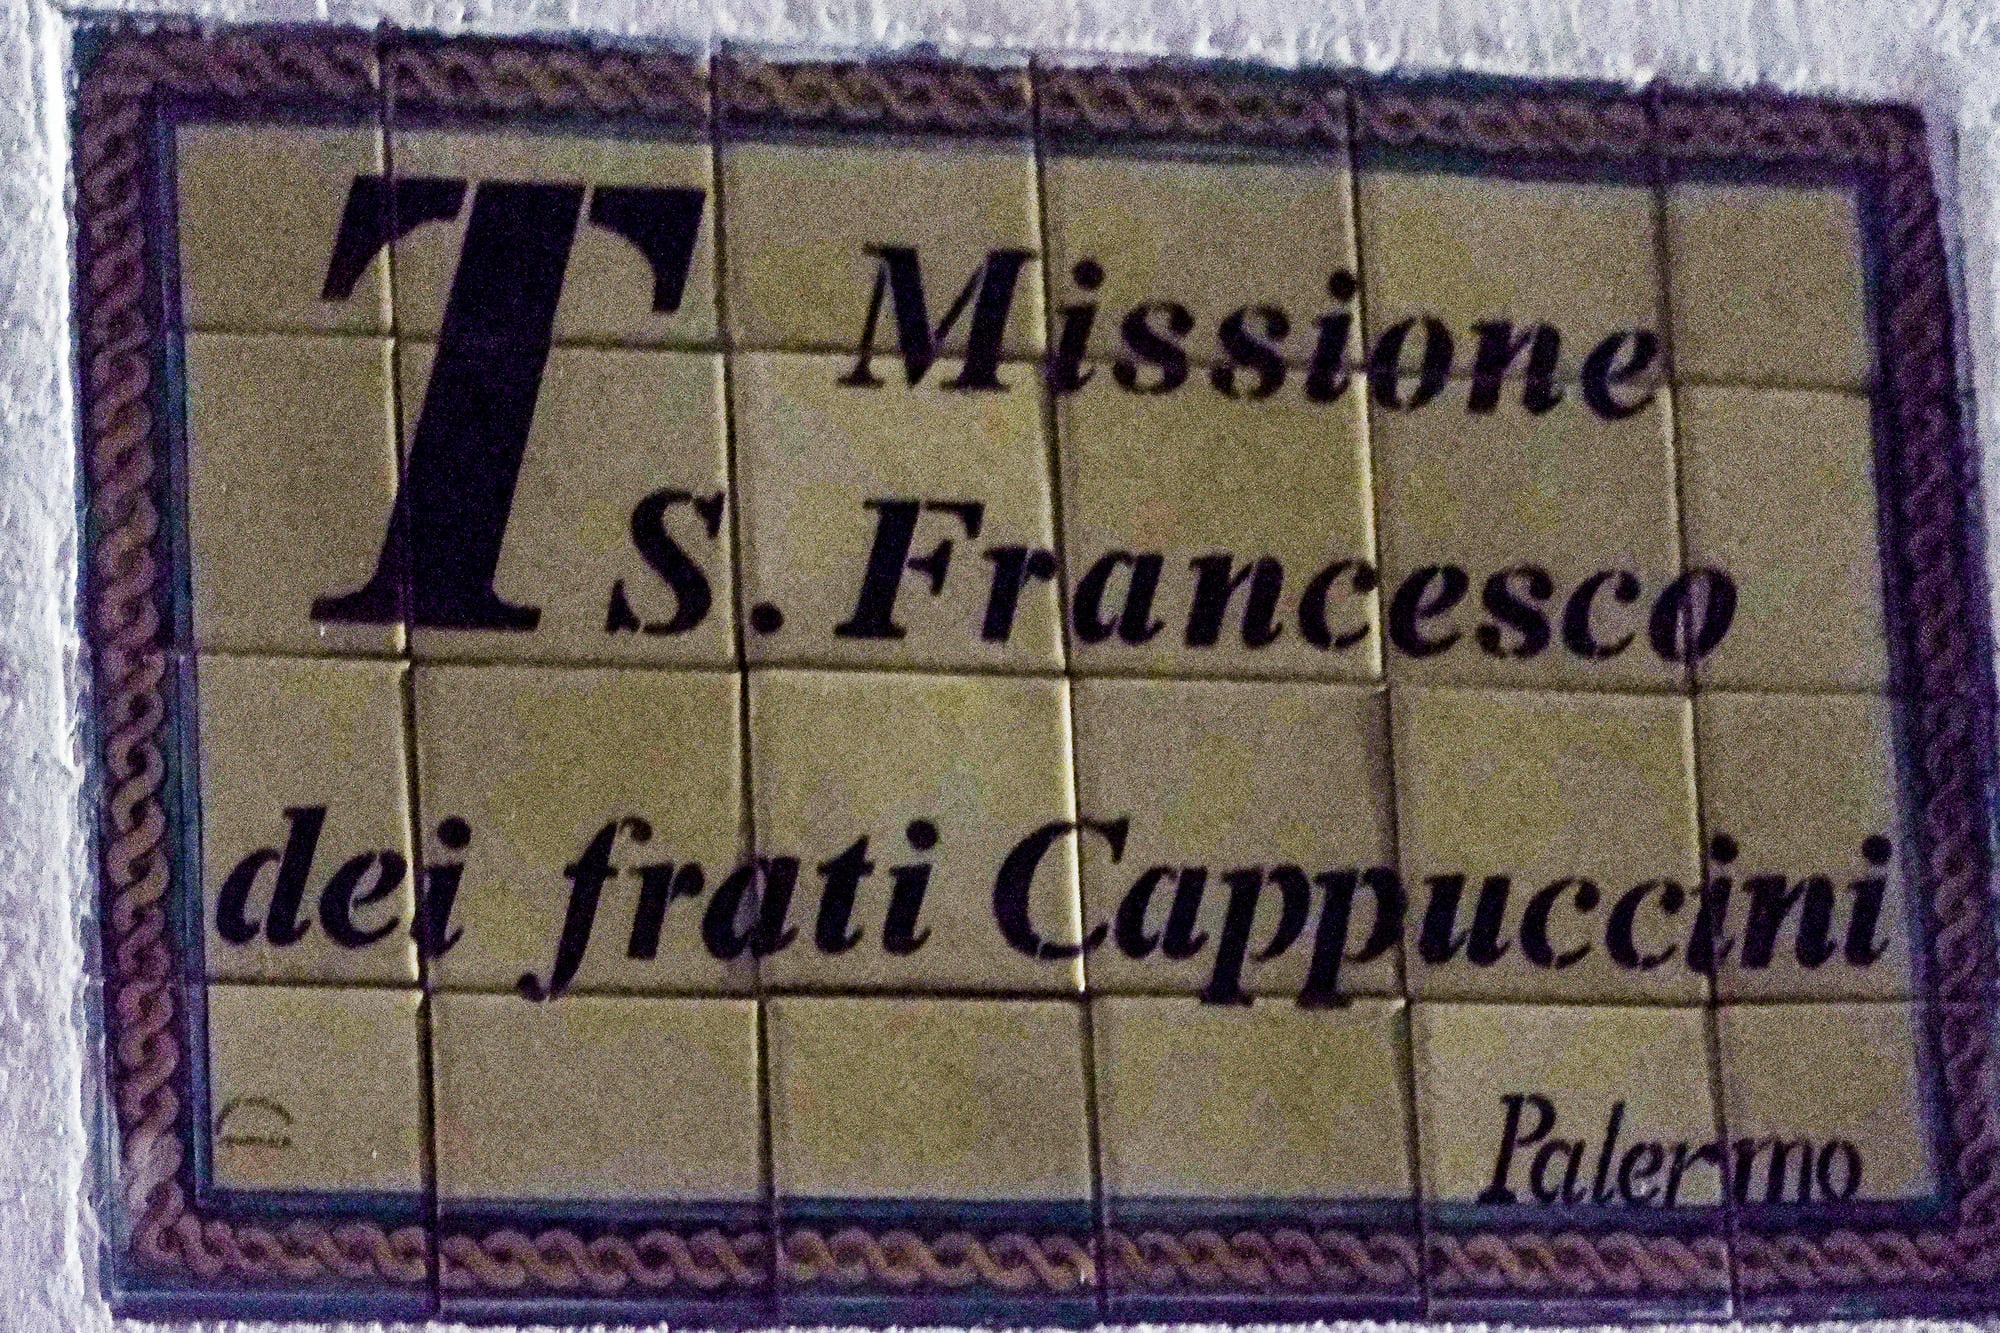 T Missione
S. Francesco
dei frati Cappuccini
Palermo